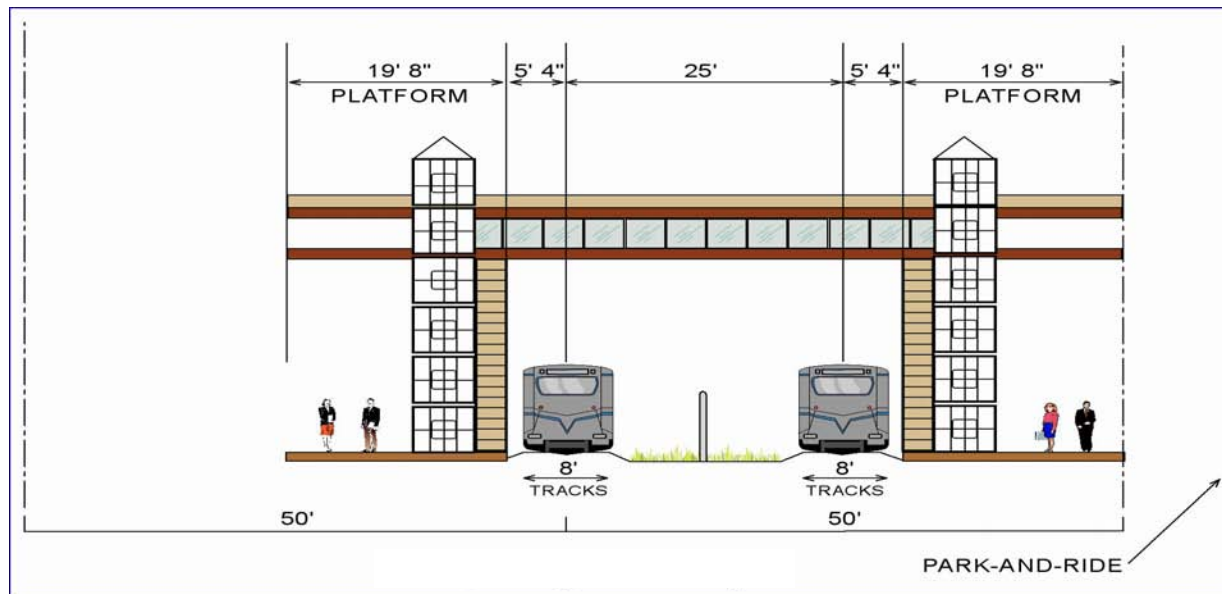 19' 8" 5' 4" 25' 5' 4" 19' 8"
PLATFORM PLATFORM
8' 8'
TRACKS TRACKS
50' 50'
PARK-AND-RIDE